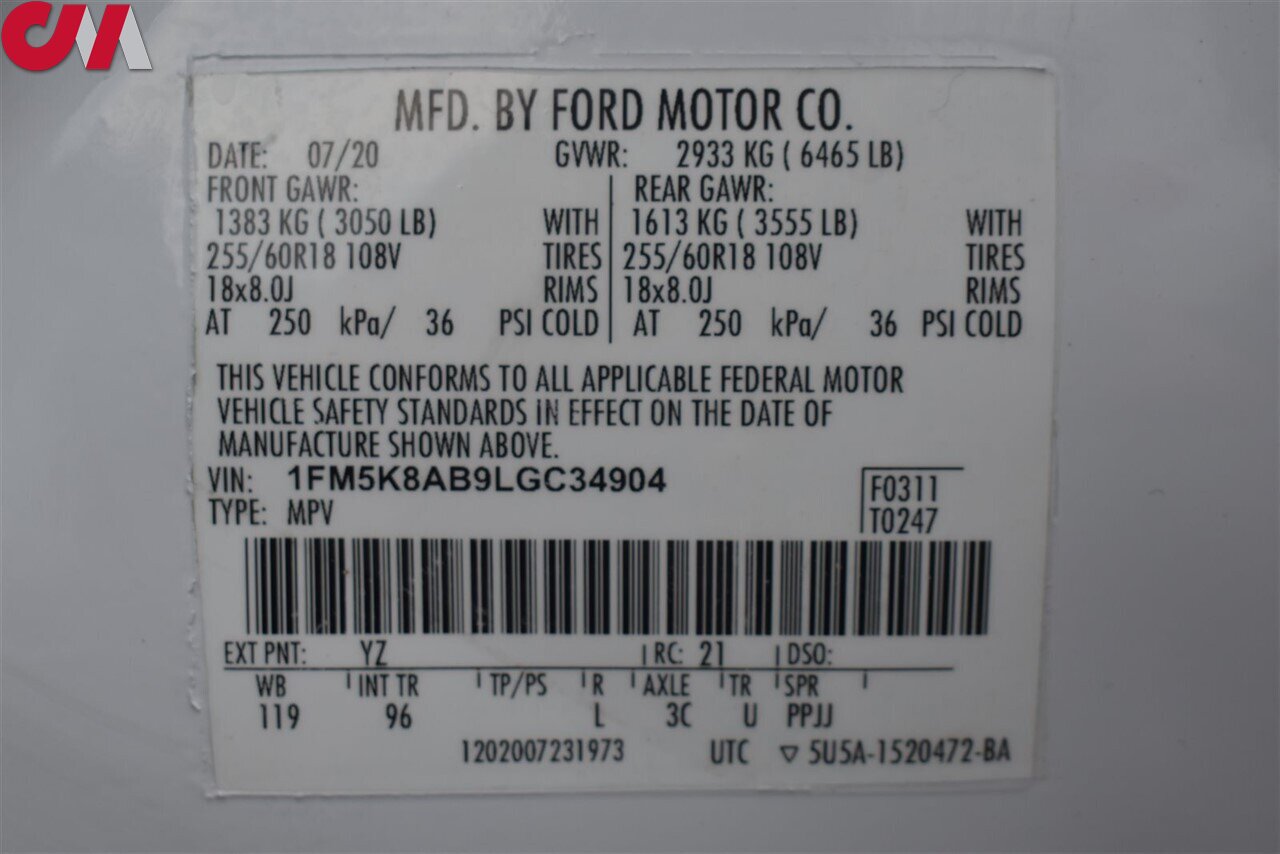 CM
MFD. BY FORD MOTOR CO.
DATE: 07/20 GVWR: 2933 KG ( 6465 LB)
FRONT GAWR: REAR GAWR:
1383 KG ( 3050 LB) WITH 1613 KG ( 3555 LB) WITH
255/60R18 108V TIRES 255/60R18 108V TIRES
18x8.0J RIMS 18x8.0J RIMS
AT 250 kPa/ 36 PSI COLD AT 250 kPa/ 36 PSI COLD
THIS VEHICLE CONFORMS TO ALL APPLICABLE FEDERAL MOTOR
VEHICLE SAFETY STANDARDS IN EFFECT ON THE DATE OF
MANUFACTURE SHOWN ABOVE.
VIN: 1FM5K8AB9LGC34904
F0311
TYPE: MPV
T0247
EXT PNT: YZ RC: 21 DSO:
WB INT TR TP/PS R AXLE TR SPR
119 96 L 3C U PPJJ
1202007231973 UTC ▽ 5U5A-1520472-BA